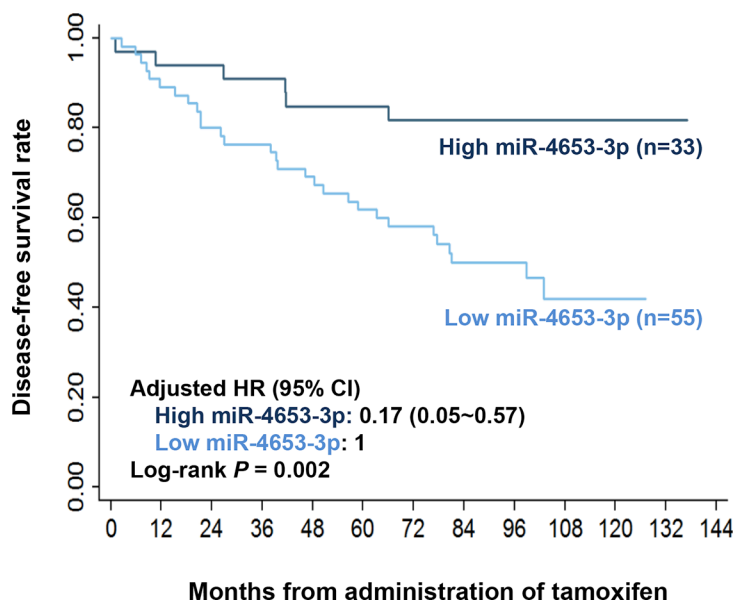 Disease-free survival rate
1.00
0.80
0.60
0.40
0.20
0.00
High miR-4653-3p (n=33)
Low miR-4653-3p (n=55)
Adjusted HR (95% CI)
High miR-4653-3p: 0.17 (0.05~0.57)
Low miR-4653-3p: 1
Log-rank P = 0.002
0 12 24 36 48 60 72 84 96 108 120 132 144
Months from administration of tamoxifen